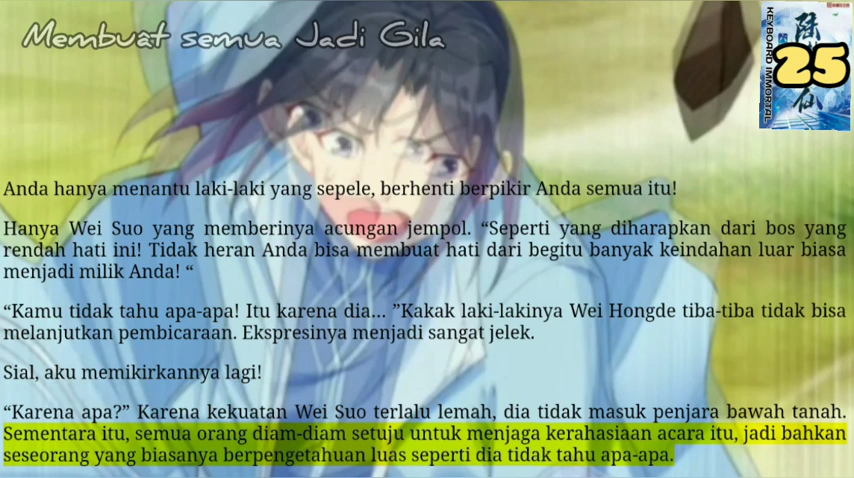 Membuat semua Jadi Gila
KEYBOARD IMMORTAL
25
Anda hanya menantu laki-laki yang sepele, berhenti berpikir Anda semua itu!
Hanya Wei Suo yang memberinya acungan jempol. “Seperti yang diharapkan dari bos yang
rendah hati ini! Tidak heran Anda bisa membuat hati dari begitu banyak keindahan luar biasa
menjadi milik Anda! “
“Kamu tidak tahu apa-apa! Itu karena dia... ”Kakak laki-lakinya Wei Hongde tiba-tiba tidak bisa
melanjutkan pembicaraan. Ekspresinya menjadi sangat jelek.
Sial, aku memikirkannya lagi!
“Karena apa?” Karena kekuatan Wei Suo terlalu lemah, dia tidak masuk penjara bawah tanah.
Sementara itu, semua orang diam-diam setuju untuk menjaga kerahasiaan acara itu, jadi bahkan
seseorang yang biasanya berpengetahuan luas seperti dia tidak tahu apa-apa.